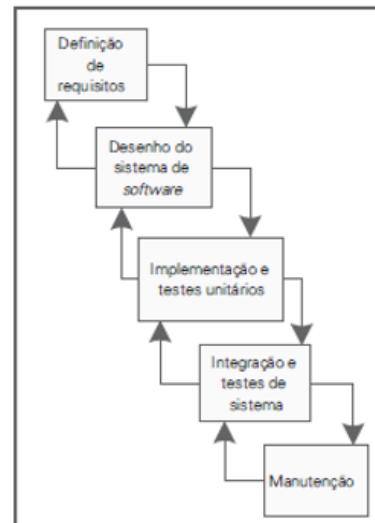 Definição
de
requisitos
Desenho do
sistema de
software
Implementação e
testes unitários
Integração e
testes de
sistema
Manutenção